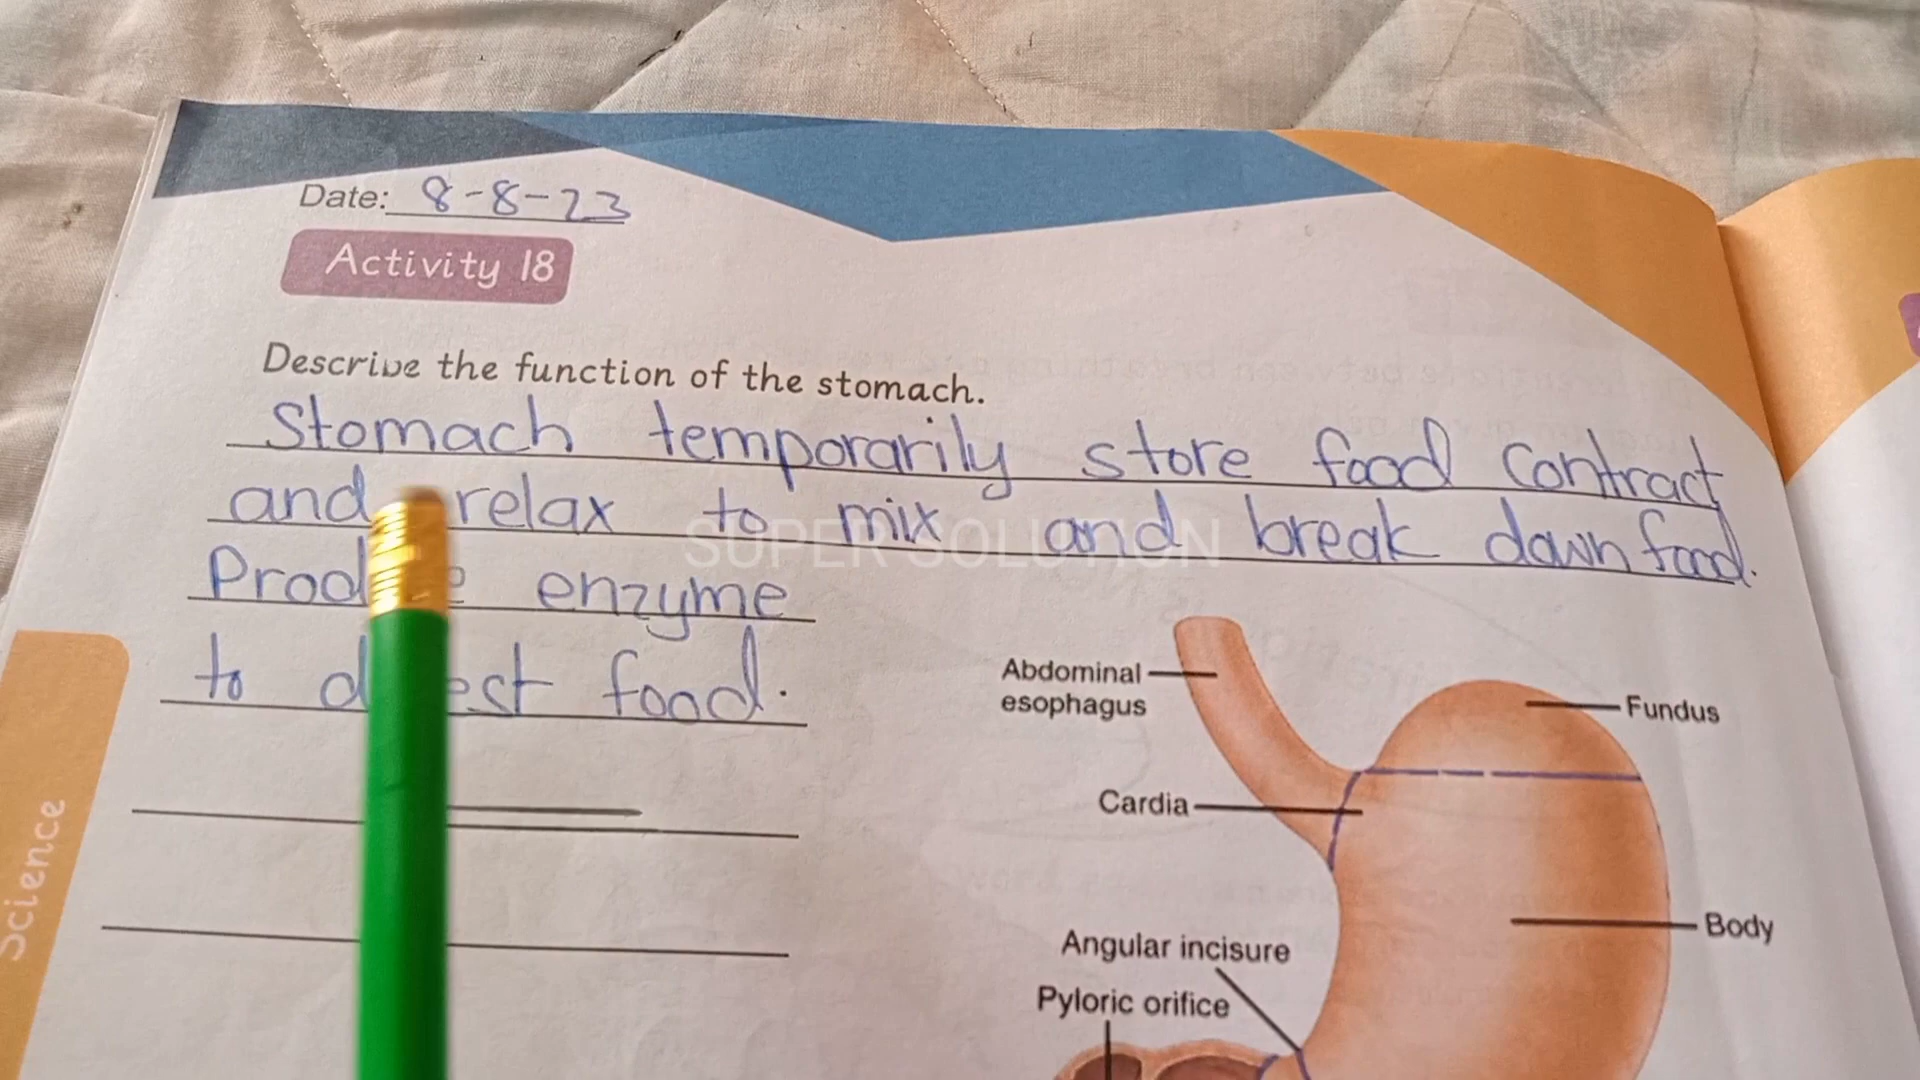 Date: 8-8-23
Activity 18
Describe the function of the stomach.
Stomach temporarily store food contract
and relax to mix and break down food.
enzyme
to food.
SUPER SOLUTION
Abdominal
esophagus
Fundus
Cardia
Body
Angular incisure
Pyloric orifice
Science